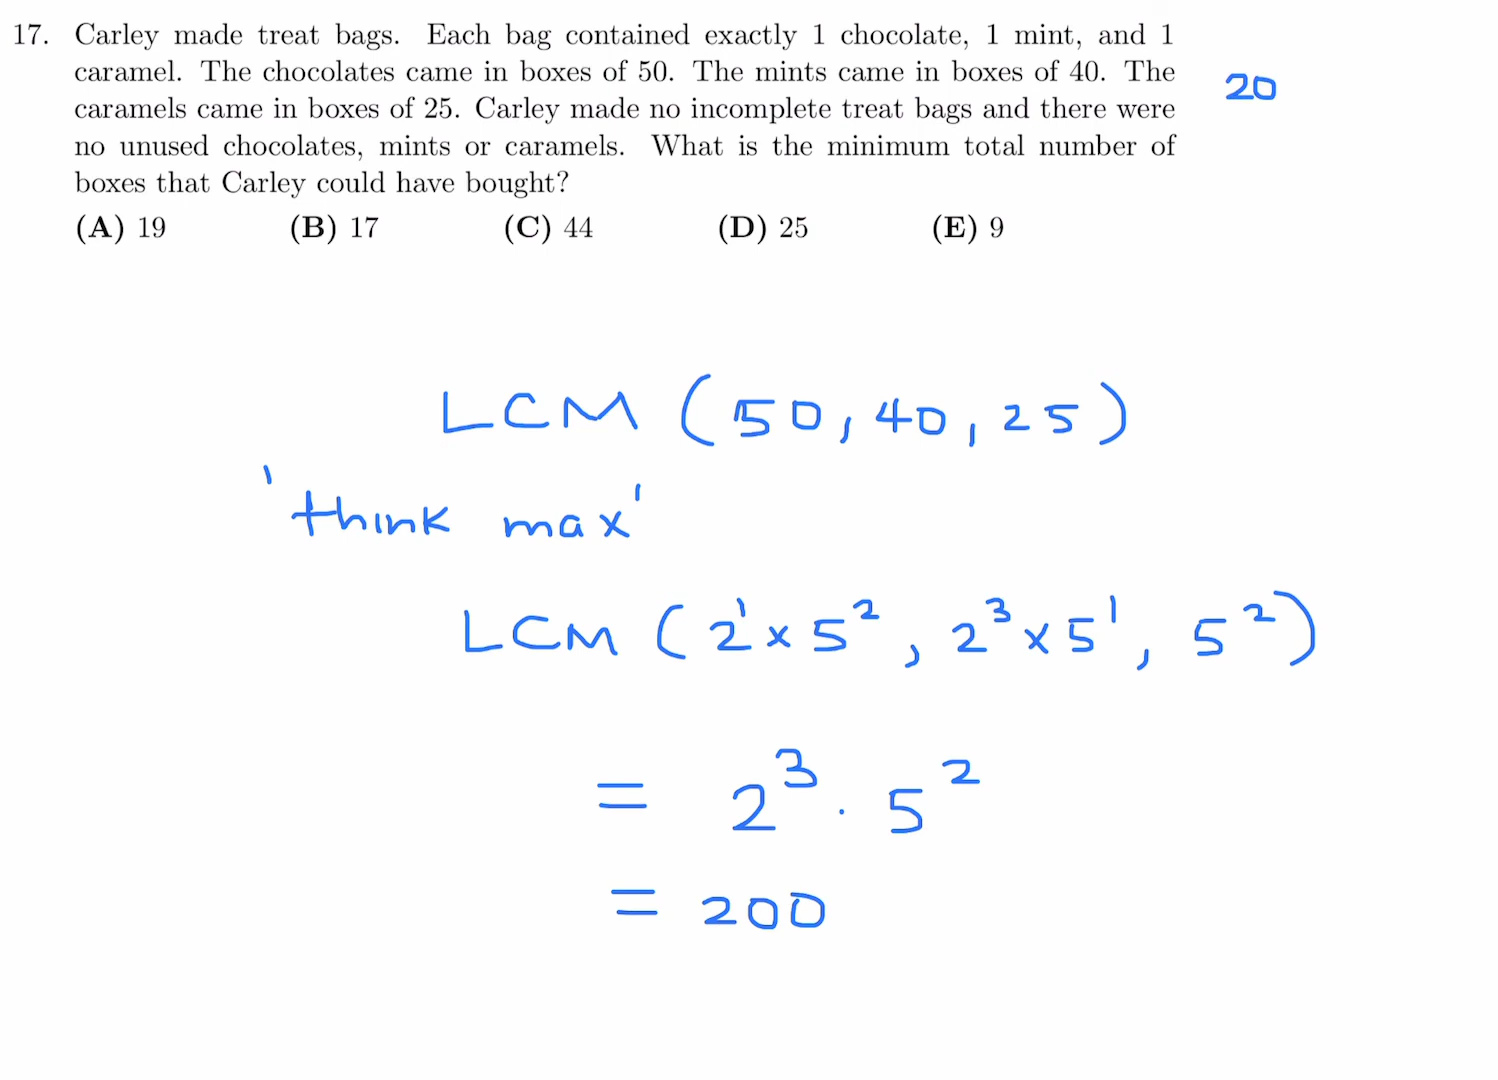 17. Carley made treat bags. Each bag contained exactly 1 chocolate, 1 mint, and 1
caramel. The chocolates came in boxes of 50. The mints came in boxes of 40. The
caramels came in boxes of 25. Carley made no incomplete treat bags and there were
no unused chocolates, mints or caramels. What is the minimum total number of
boxes that Carley could have bought?
20
(A) 19 (B) 17 (C) 44 (D) 25 (E) 9
LCM (50, 40, 25)
'think max'
LCM (2¹ x 5², 2³ x 5¹, 5²)
= 2³ · 5²
= 200